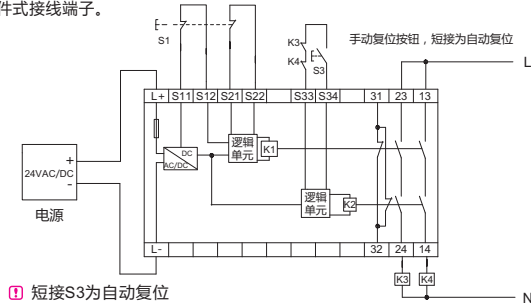 件式接线端子。
S1
K3
K4
S3
手动复位按钮，短接为自动复位
L
L+ S11 S12 S21 S22 S33 S34 31 23 13
逻辑
单元
K1
DC
AC/DC
+
24VAC/DC
-
电源
逻辑
单元
K2
L- 32 24 14
K3 K4
N
短接S3为自动复位